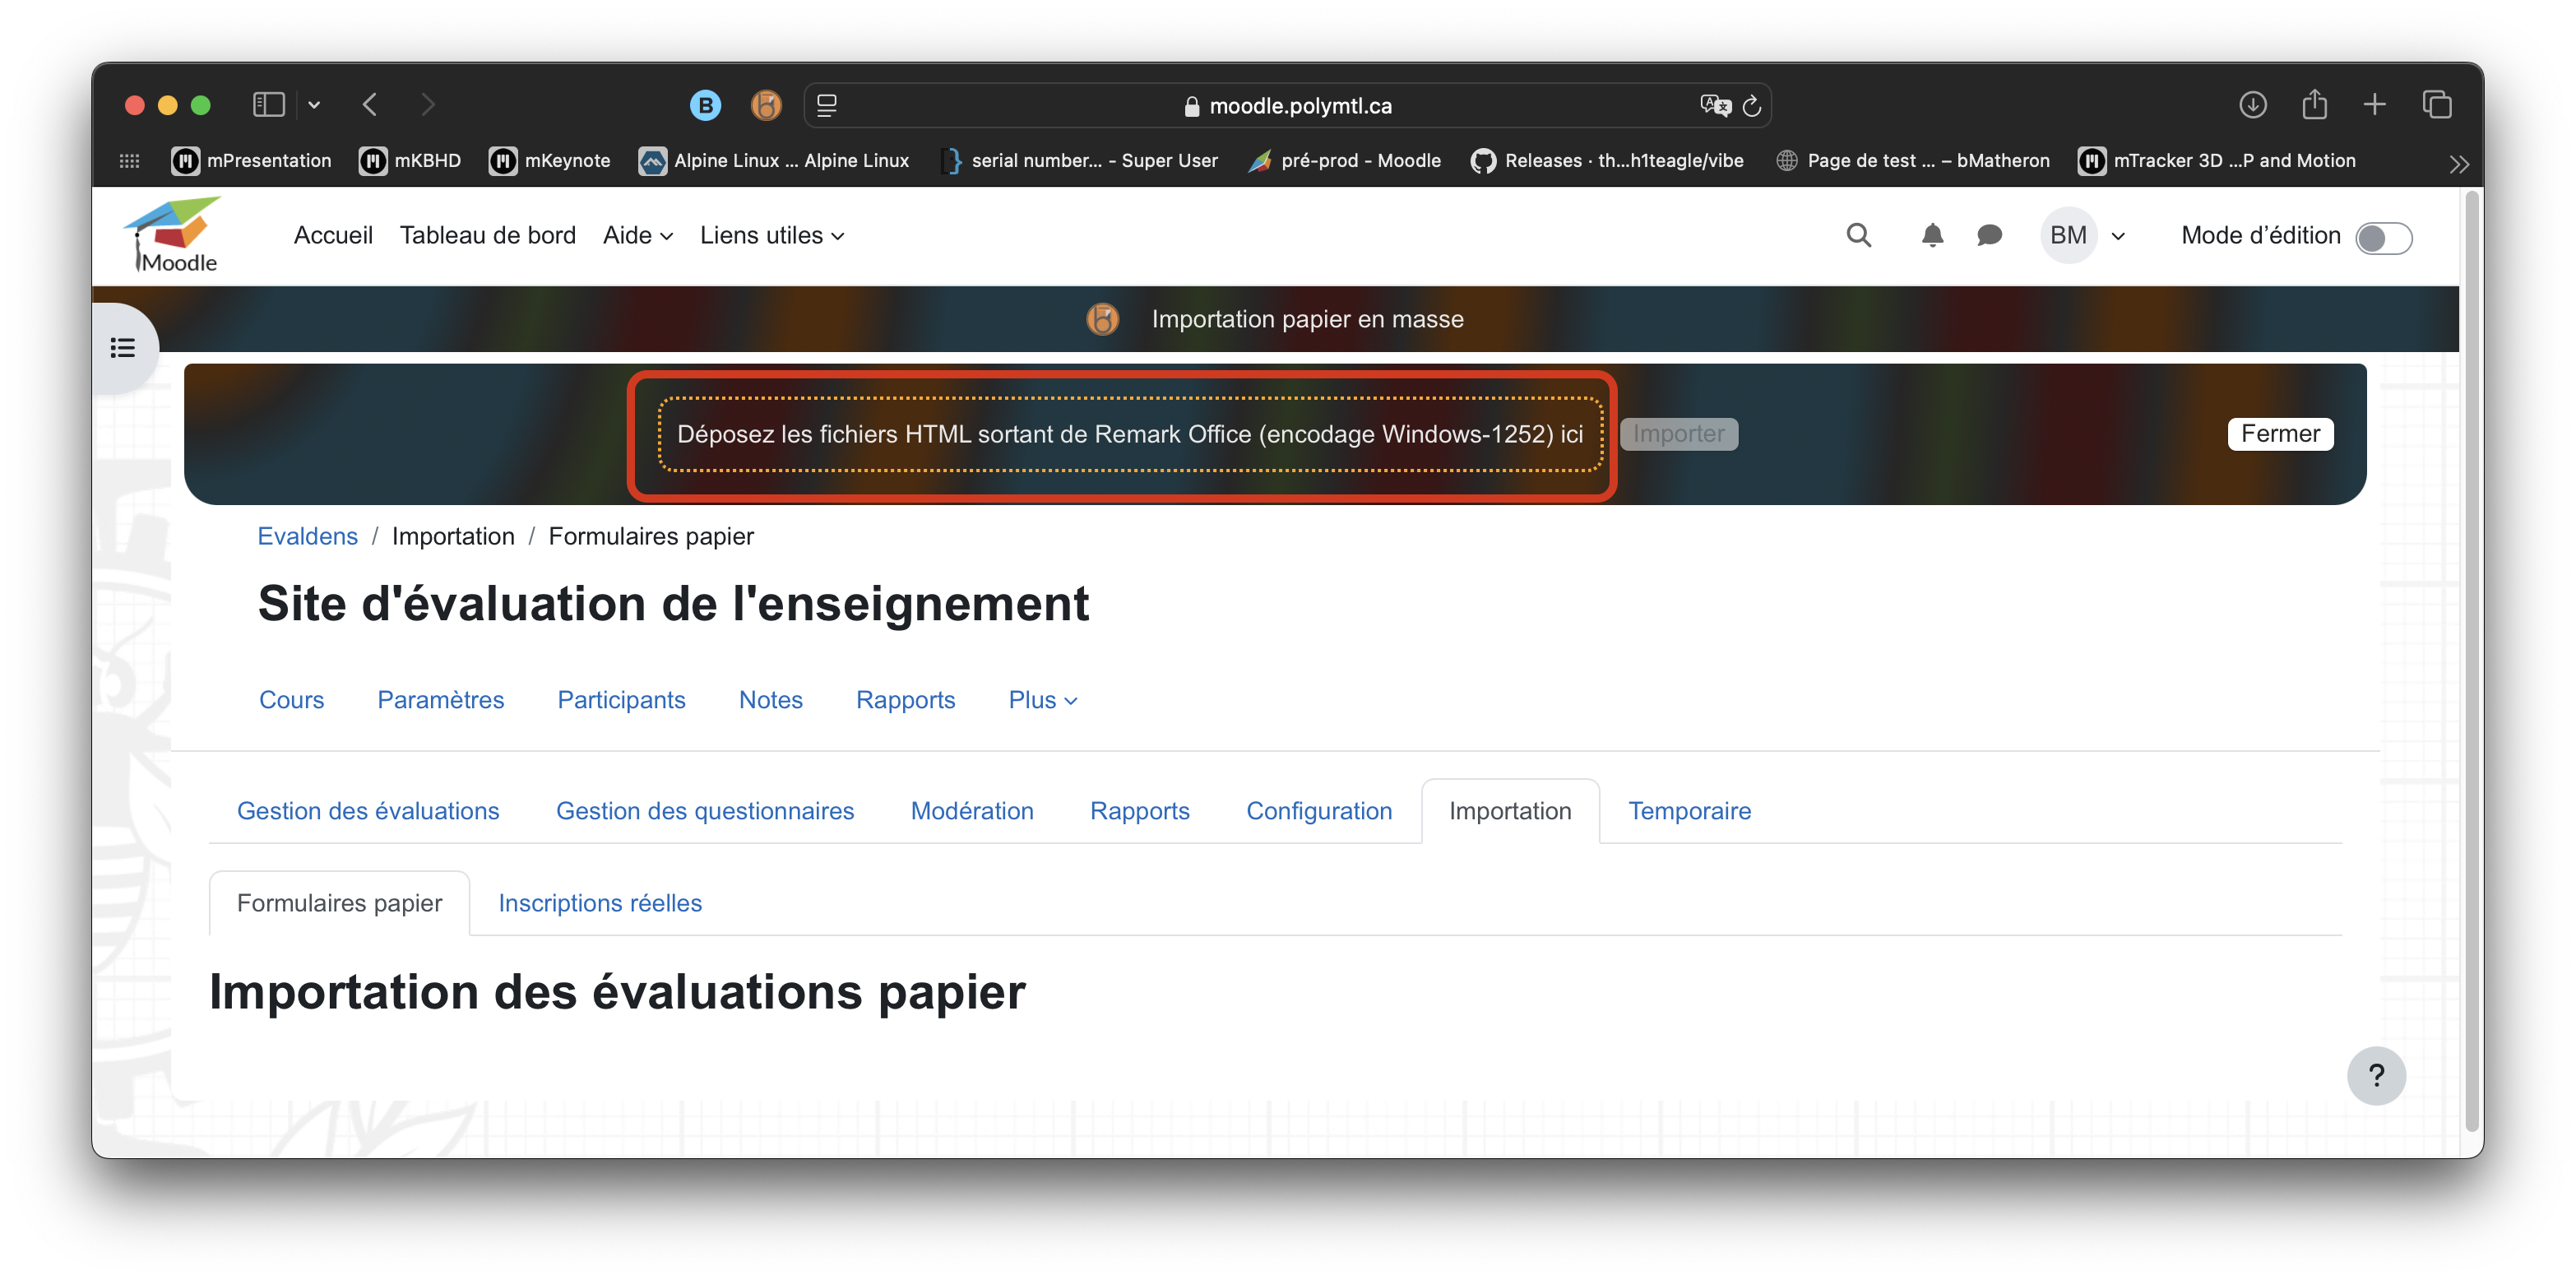 B
moodle.polymtl.ca
mPresentation
mKBHD
mKeynote
Alpine Linux ... Alpine Linux
serial number... - Super User
pré-prod - Moodle
Releases · th...h1teagle/vibe
Page de test ... – bMatheron
mTracker 3D ...P and Motion
Moodle
Accueil
Tableau de bord
Aide
Liens utiles
BM
Mode d’édition
Importation papier en masse
Déposez les fichiers HTML sortant de Remark Office (encodage Windows-1252) ici
Importer
Fermer
Evaldens / Importation / Formulaires papier
Site d'évaluation de l'enseignement
Cours
Paramètres
Participants
Notes
Rapports
Plus
Gestion des évaluations
Gestion des questionnaires
Modération
Rapports
Configuration
Importation
Temporaire
Formulaires papier
Inscriptions réelles
Importation des évaluations papier
?